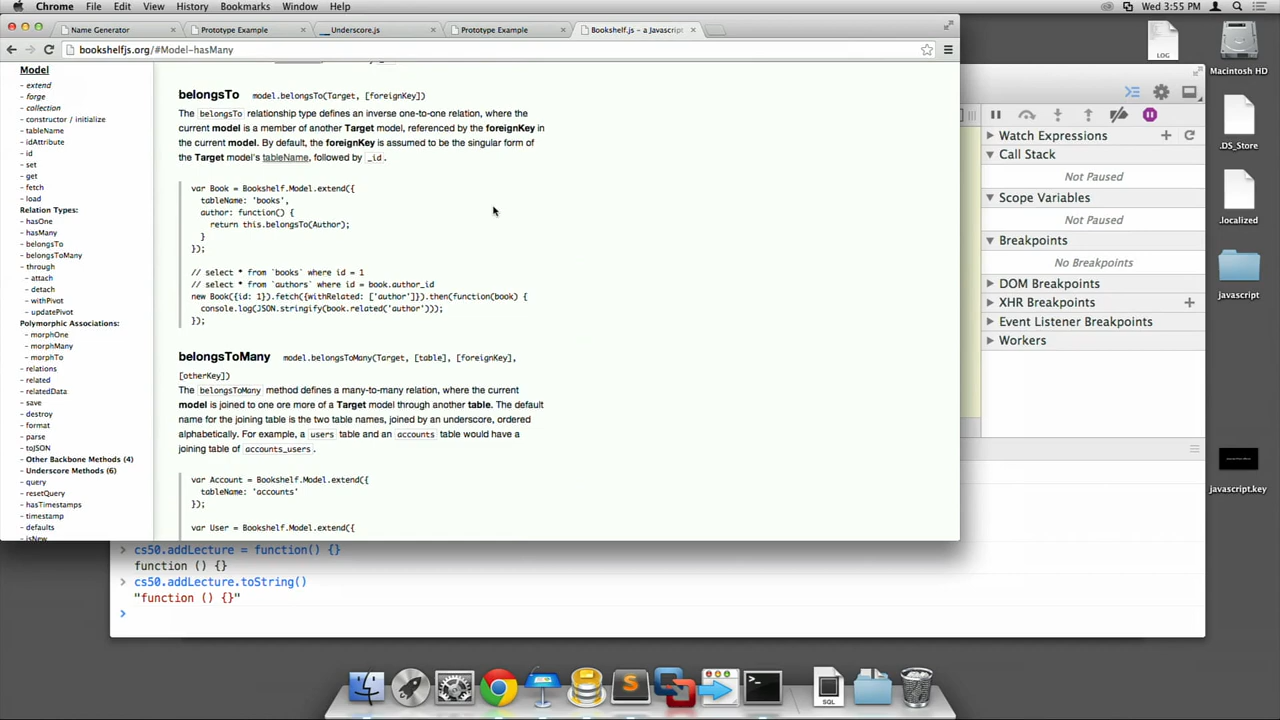 Chrome File Edit View History Bookmarks Window Help
Wed 3:55 PM
Name Generator
Prototype Example
Underscore.js
Prototype Example
Bookshelf.js – a Javascript
bookshelfjs.org/#Model-hasMany
Model
- extend
- forge
- collection
- constructor / initialize
- tableName
- idAttribute
- id
- set
- get
- fetch
- load
Relation Types:
- hasOne
- hasMany
- belongsTo
- belongsToMany
- through
- attach
- detach
- withPivot
- updatePivot
Polymorphic Associations:
- morphOne
- morphMany
- morphTo
- relations
- related
- relatedData
- save
- destroy
- format
- parse
- toJSON
- Other Backbone Methods (4)
- Underscore Methods (6)
- query
- resetQuery
- hasTimestamps
- timestamp
- defaults
- isNew
belongsTo model.belongsTo(Target, [foreignKey])
The belongsTo relationship type defines an inverse one-to-one relation, where the
current model is a member of another Target model, referenced by the foreignKey in
the current model. By default, the foreignKey is assumed to be the singular form of
the Target model's tableName, followed by _id.
var Book = Bookshelf.Model.extend({
tableName: 'books',
author: function() {
return this.belongsTo(Author);
}
});
// select * from `books` where id = 1
// select * from `authors` where id = book.author_id
new Book({id: 1}).fetch({withRelated: ['author']}).then(function(book) {
console.log(JSON.stringify(book.related('author')));
});
belongsToMany model.belongsToMany(Target, [table], [foreignKey],
[otherKey])
The belongsToMany method defines a many-to-many relation, where the current
model is joined to one ore more of a Target model through another table. The default
name for the joining table is the two table names, joined by an underscore, ordered
alphabetically. For example, a users table and an accounts table would have a
joining table of accounts_users.
var Account = Bookshelf.Model.extend({
tableName: 'accounts'
});
var User = Bookshelf.Model.extend({
Watch Expressions
Call Stack
Not Paused
Scope Variables
Not Paused
Breakpoints
No Breakpoints
DOM Breakpoints
XHR Breakpoints
Event Listener Breakpoints
Workers
LOG
Macintosh HD
.DS_Store
.localized
javascript
javascript.key
> cs50.addLecture = function() {}
function () {}
> cs50.addLecture.toString()
"function () {}"
>
SQL